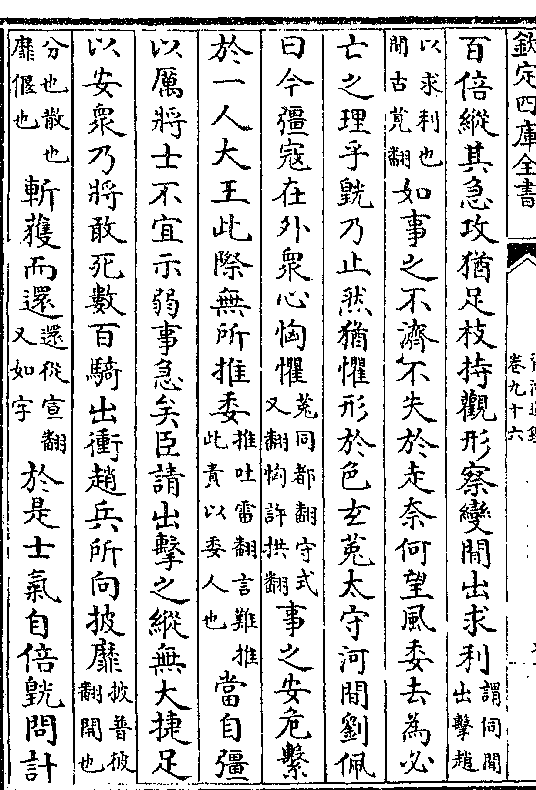 欽定四庫全書
卷九十六
百倍縱其急攻猶足枝持觀形察變間出求利謂伺間出擊趙
以求利也間古莧翻如事之不濟不失於走奈何望風委去為必
亡之理乎皝乃止然猶懼形於色玄菟太守河間劉佩
曰今彊寇在外衆心恟懼菟同都翻守式又翻恟許拱翻事之安危繫
於一人大王此際無所推委推吐雷翻言難推此責以委人也當自彊
以厲將士不宜示弱事急矣臣請出擊之縱無大捷足
以安衆乃將敢死數百騎出衝趙兵所向披靡披普彼翻開也
分也散也靡偃也斬獲而還還從宣翻又如字於是士氣自倍皝問計